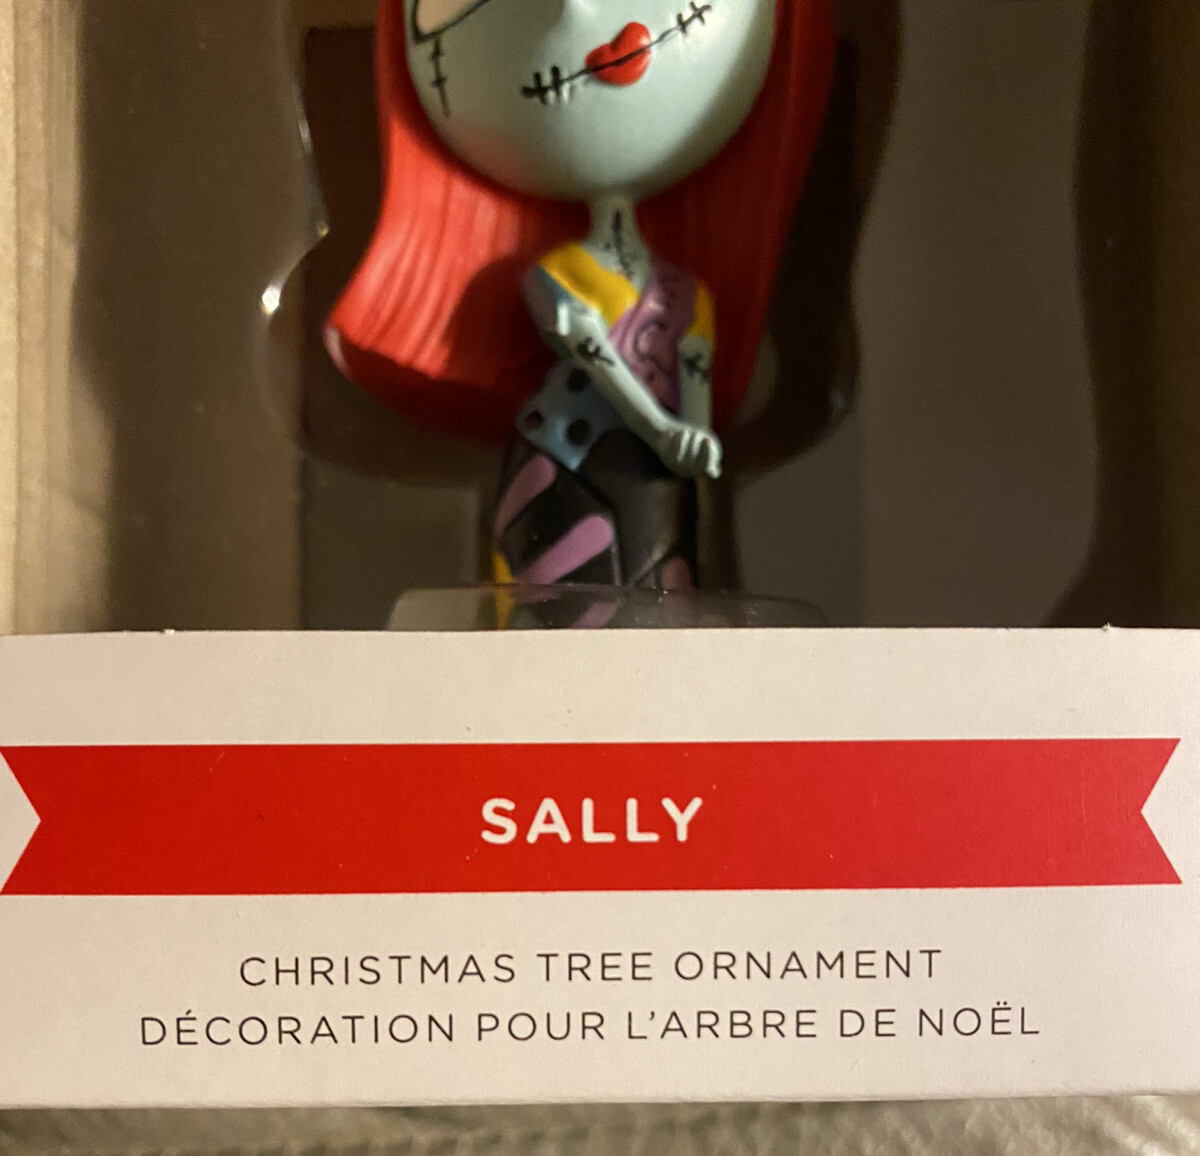 SALLY
CHRISTMAS TREE ORNAMENT
DÉCORATION POUR L'ARBRE DE NOËL